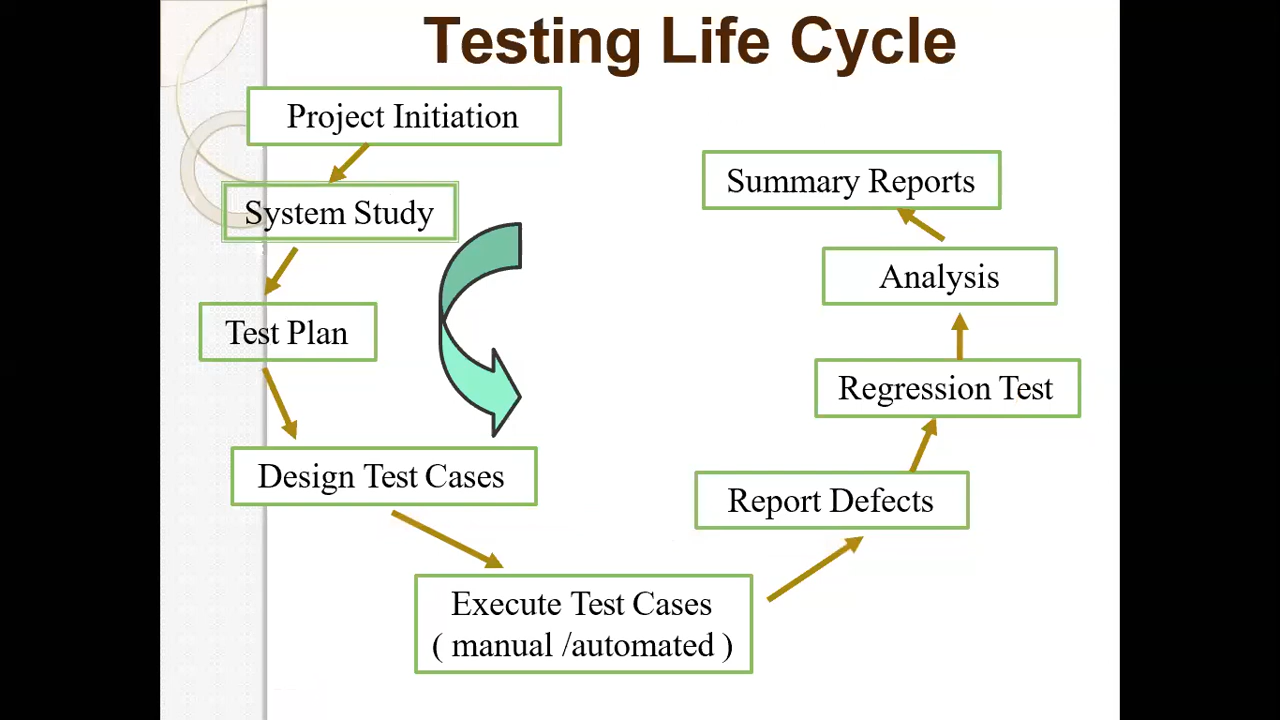 Testing Life Cycle
Project Initiation
System Study
Test Plan
Design Test Cases
Execute Test Cases
( manual /automated )
Report Defects
Regression Test
Analysis
Summary Reports